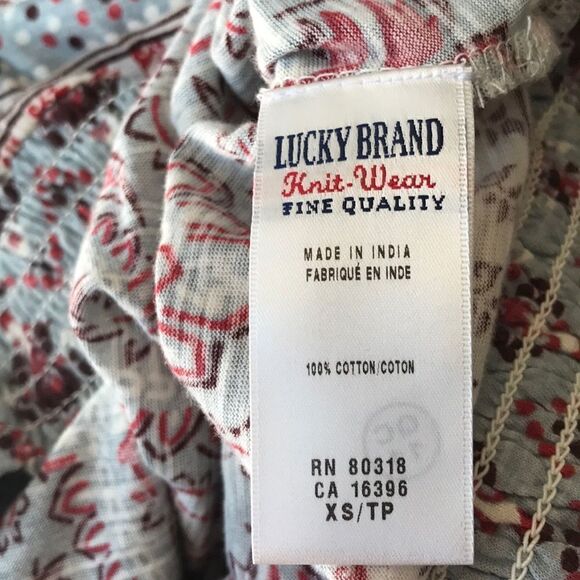 LUCKY BRAND
Knit-Wear
FINE QUALITY
MADE IN INDIA
FABRIQUÉ EN INDE
100% COTTON/COTON
RN 80318
CA 16396
XS/TP